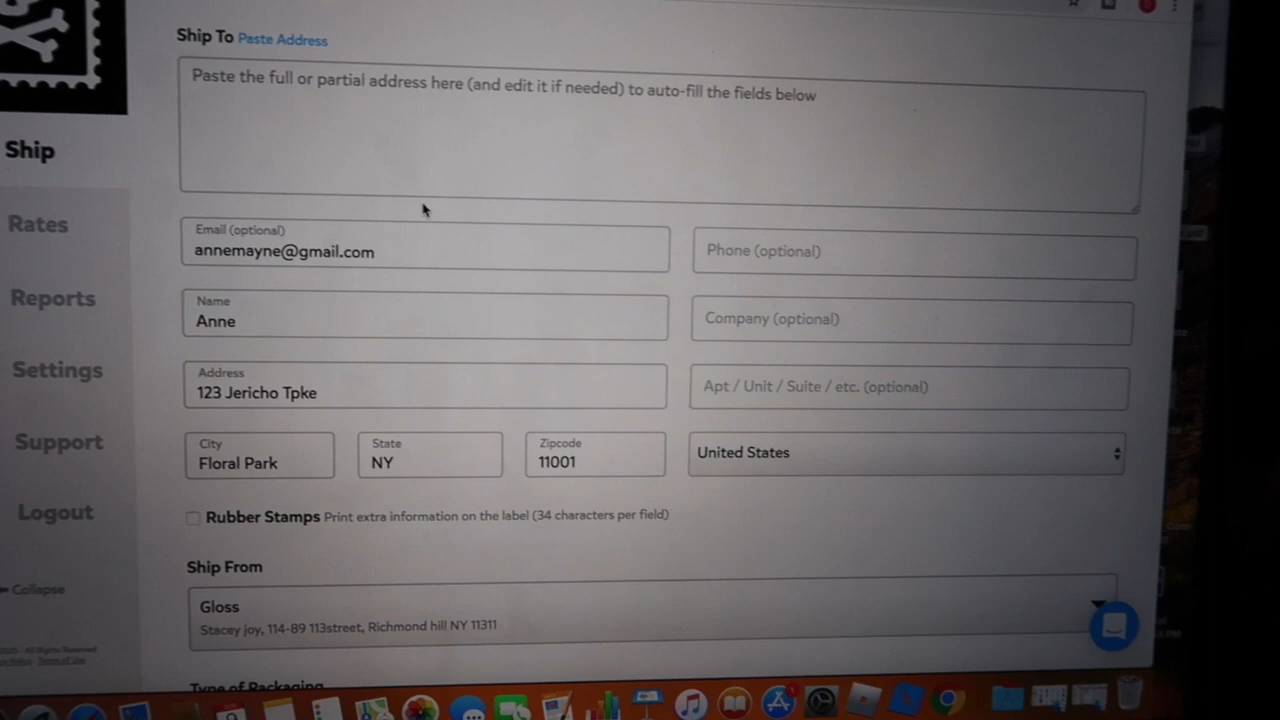 Ship To Paste Address
Paste the full or partial address here (and edit it if needed) to auto-fill the fields below
Ship
Rates
Reports
Settings
Support
Logout
Collapse
Email (optional)
annemayne@gmail.com
Phone (optional)
Name
Anne
Company (optional)
Address
123 Jericho Tpke
Apt / Unit / Suite / etc. (optional)
City
Floral Park
State
NY
Zipcode
11001
United States
Rubber Stamps Print extra information on the label (34 characters per field)
Ship From
Gloss
Stacey joy, 114-89 113street, Richmond hill NY 11311
Type of Packaging